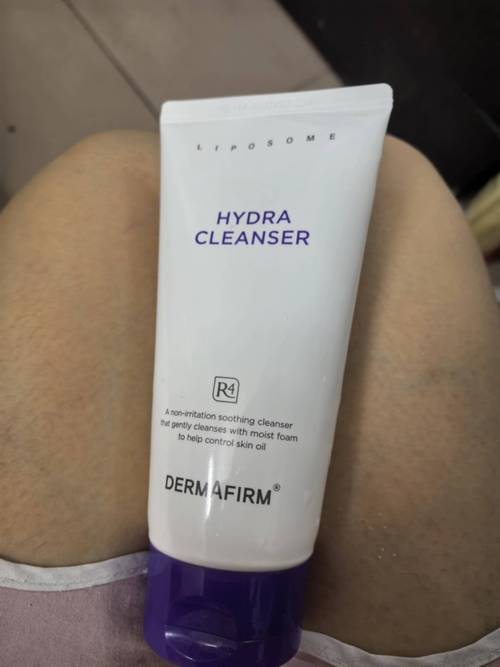 LIPOSOME
HYDRA
CLEANSER
R4
A non-irritation soothing cleanser
that gently cleanses with moist foam
to help control skin oil
DERMAFIRM®